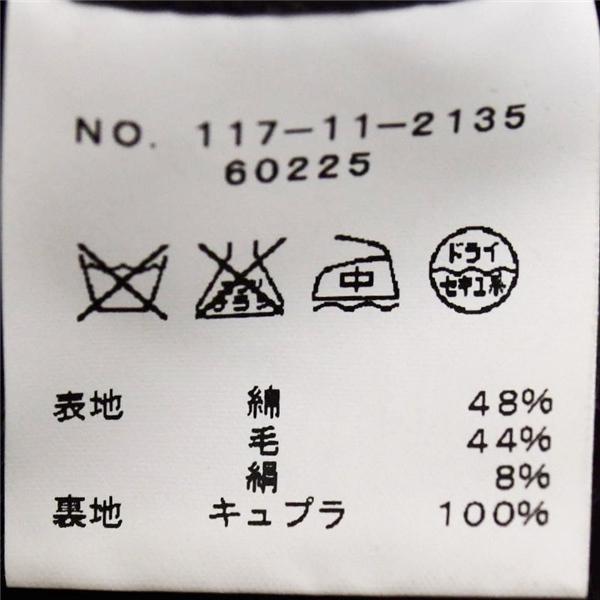 NO. 117-11-2135
60225
中 ドライ
セキユ系
表地 綿 48%
毛 44%
絹 8%
裏地 キュプラ 100%